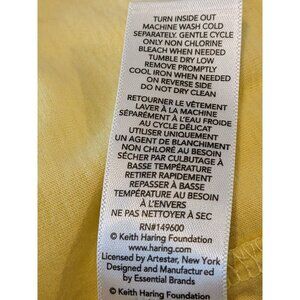 TURN INSIDE OUT
MACHINE WASH COLD
SEPARATELY. GENTLE CYCLE
ONLY NON CHLORINE
BLEACH WHEN NEEDED
TUMBLE DRY LOW
REMOVE PROMPTLY
COOL IRON WHEN NEEDED
ON REVERSE SIDE
DO NOT DRY CLEAN
RETOURNER LE VÊTEMENT
LAVER À LA MACHINE
SÉPARÉMENT À L'EAU FROIDE
AU CYCLE DÉLICAT
UTILISER UNIQUEMENT
UN AGENT DE BLANCHIMENT
NON CHLORÉ AU BESOIN
SÉCHER PAR CULBUTAGE À
BASSE TEMPÉRATURE
RETIRER RAPIDEMENT
REPASSER À BASSE
TEMPÉRATURE AU BESOIN
À L'ENVERS
NE PAS NETTOYER À SEC
RN#149600
© Keith Haring Foundation
www.haring.com
Licensed by Artestar, New York
Designed and Manufactured
by Essential Brands
© Keith Haring Foundation